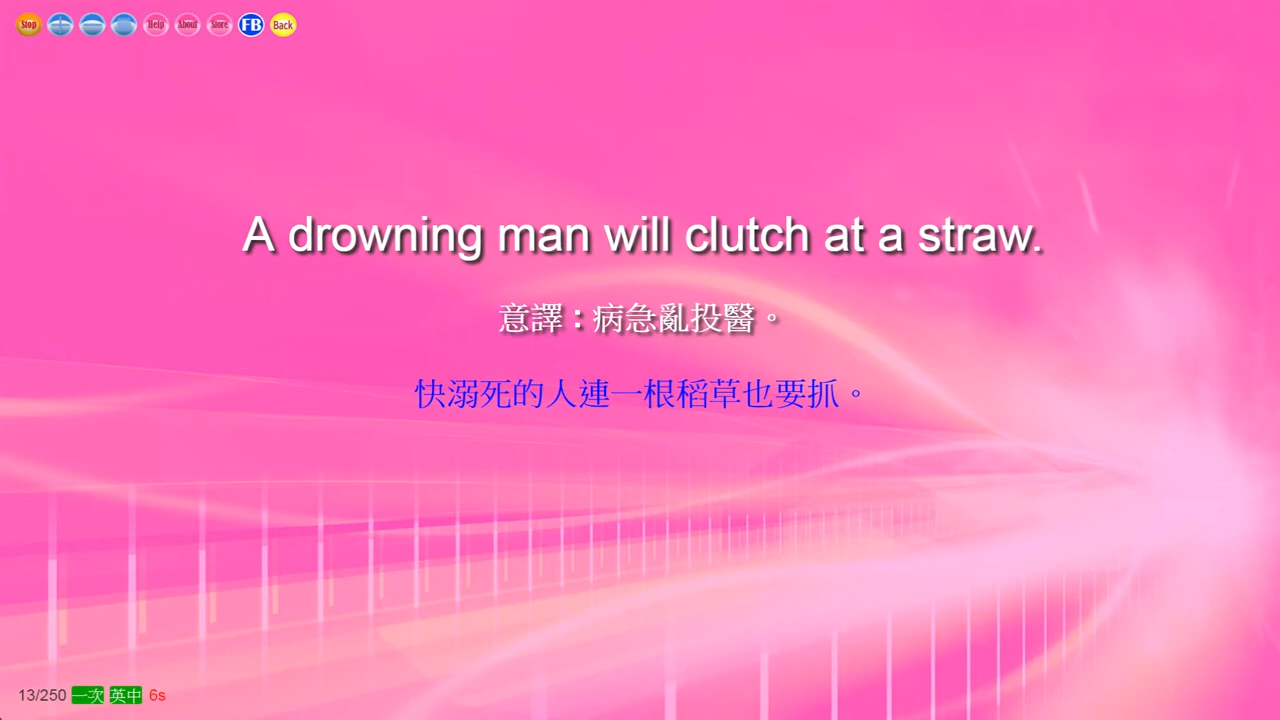 Stop Help About Store FB Back
A drowning man will clutch at a straw.
意譯：病急亂投醫。
快溺死的人連一根稻草也要抓。
13/250 一次 英中 6s